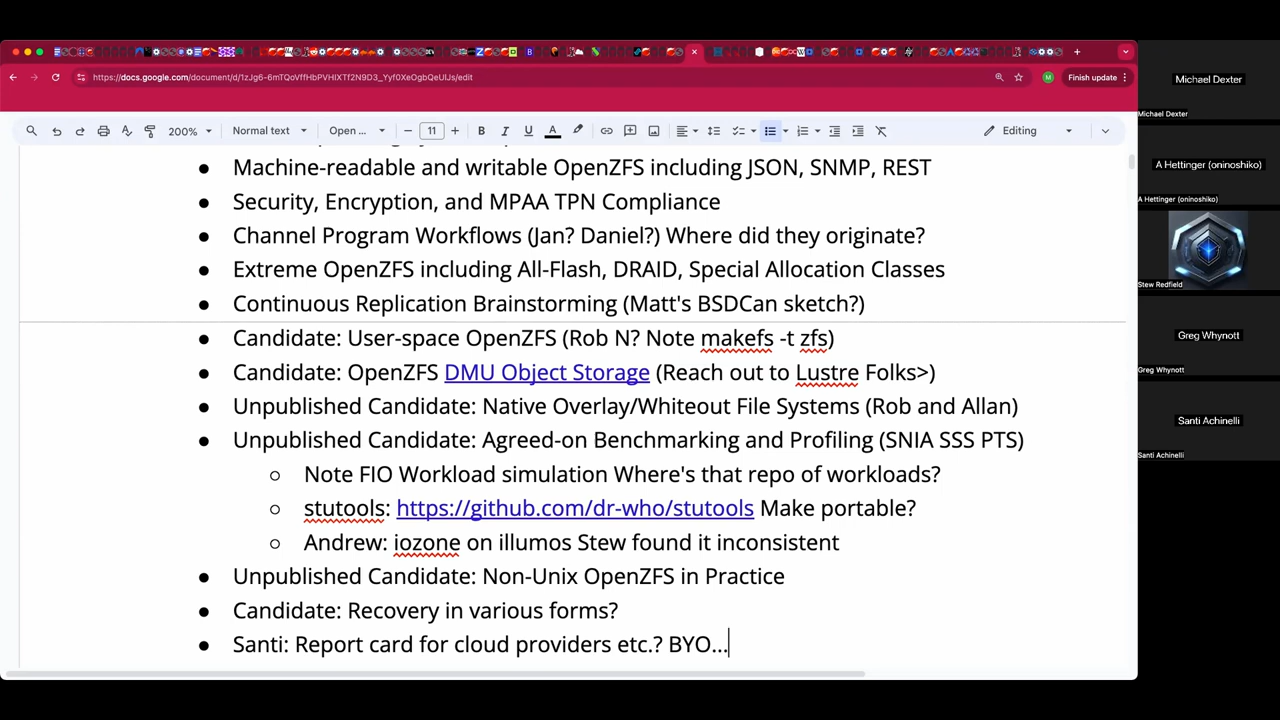 https://docs.google.com/document/d/1zJg6-6mTQoVffHbPVHIXTf2N9D3_Yyf0XeOgbQeUIJs/edit
M
Finish update
200%
Normal text
Open ...
11
B
I
U
A
Editing
Machine-readable and writable OpenZFS including JSON, SNMP, REST
Security, Encryption, and MPAA TPN Compliance
Channel Program Workflows (Jan? Daniel?) Where did they originate?
Extreme OpenZFS including All-Flash, DRAID, Special Allocation Classes
Continuous Replication Brainstorming (Matt's BSDCan sketch?)
Candidate: User-space OpenZFS (Rob N? Note makefs -t zfs)
Candidate: OpenZFS DMU Object Storage (Reach out to Lustre Folks>)
Unpublished Candidate: Native Overlay/Whiteout File Systems (Rob and Allan)
Unpublished Candidate: Agreed-on Benchmarking and Profiling (SNIA SSS PTS)
Note FIO Workload simulation Where's that repo of workloads?
stutools: https://github.com/dr-who/stutools Make portable?
Andrew: iozone on illumos Stew found it inconsistent
Unpublished Candidate: Non-Unix OpenZFS in Practice
Candidate: Recovery in various forms?
Santi: Report card for cloud providers etc.? BYO...
Michael Dexter
Michael Dexter
A Hettinger (oninoshiko)
A Hettinger (oninoshiko)
Stew Redfield
Greg Whynott
Greg Whynott
Santi Achinelli
Santi Achinelli